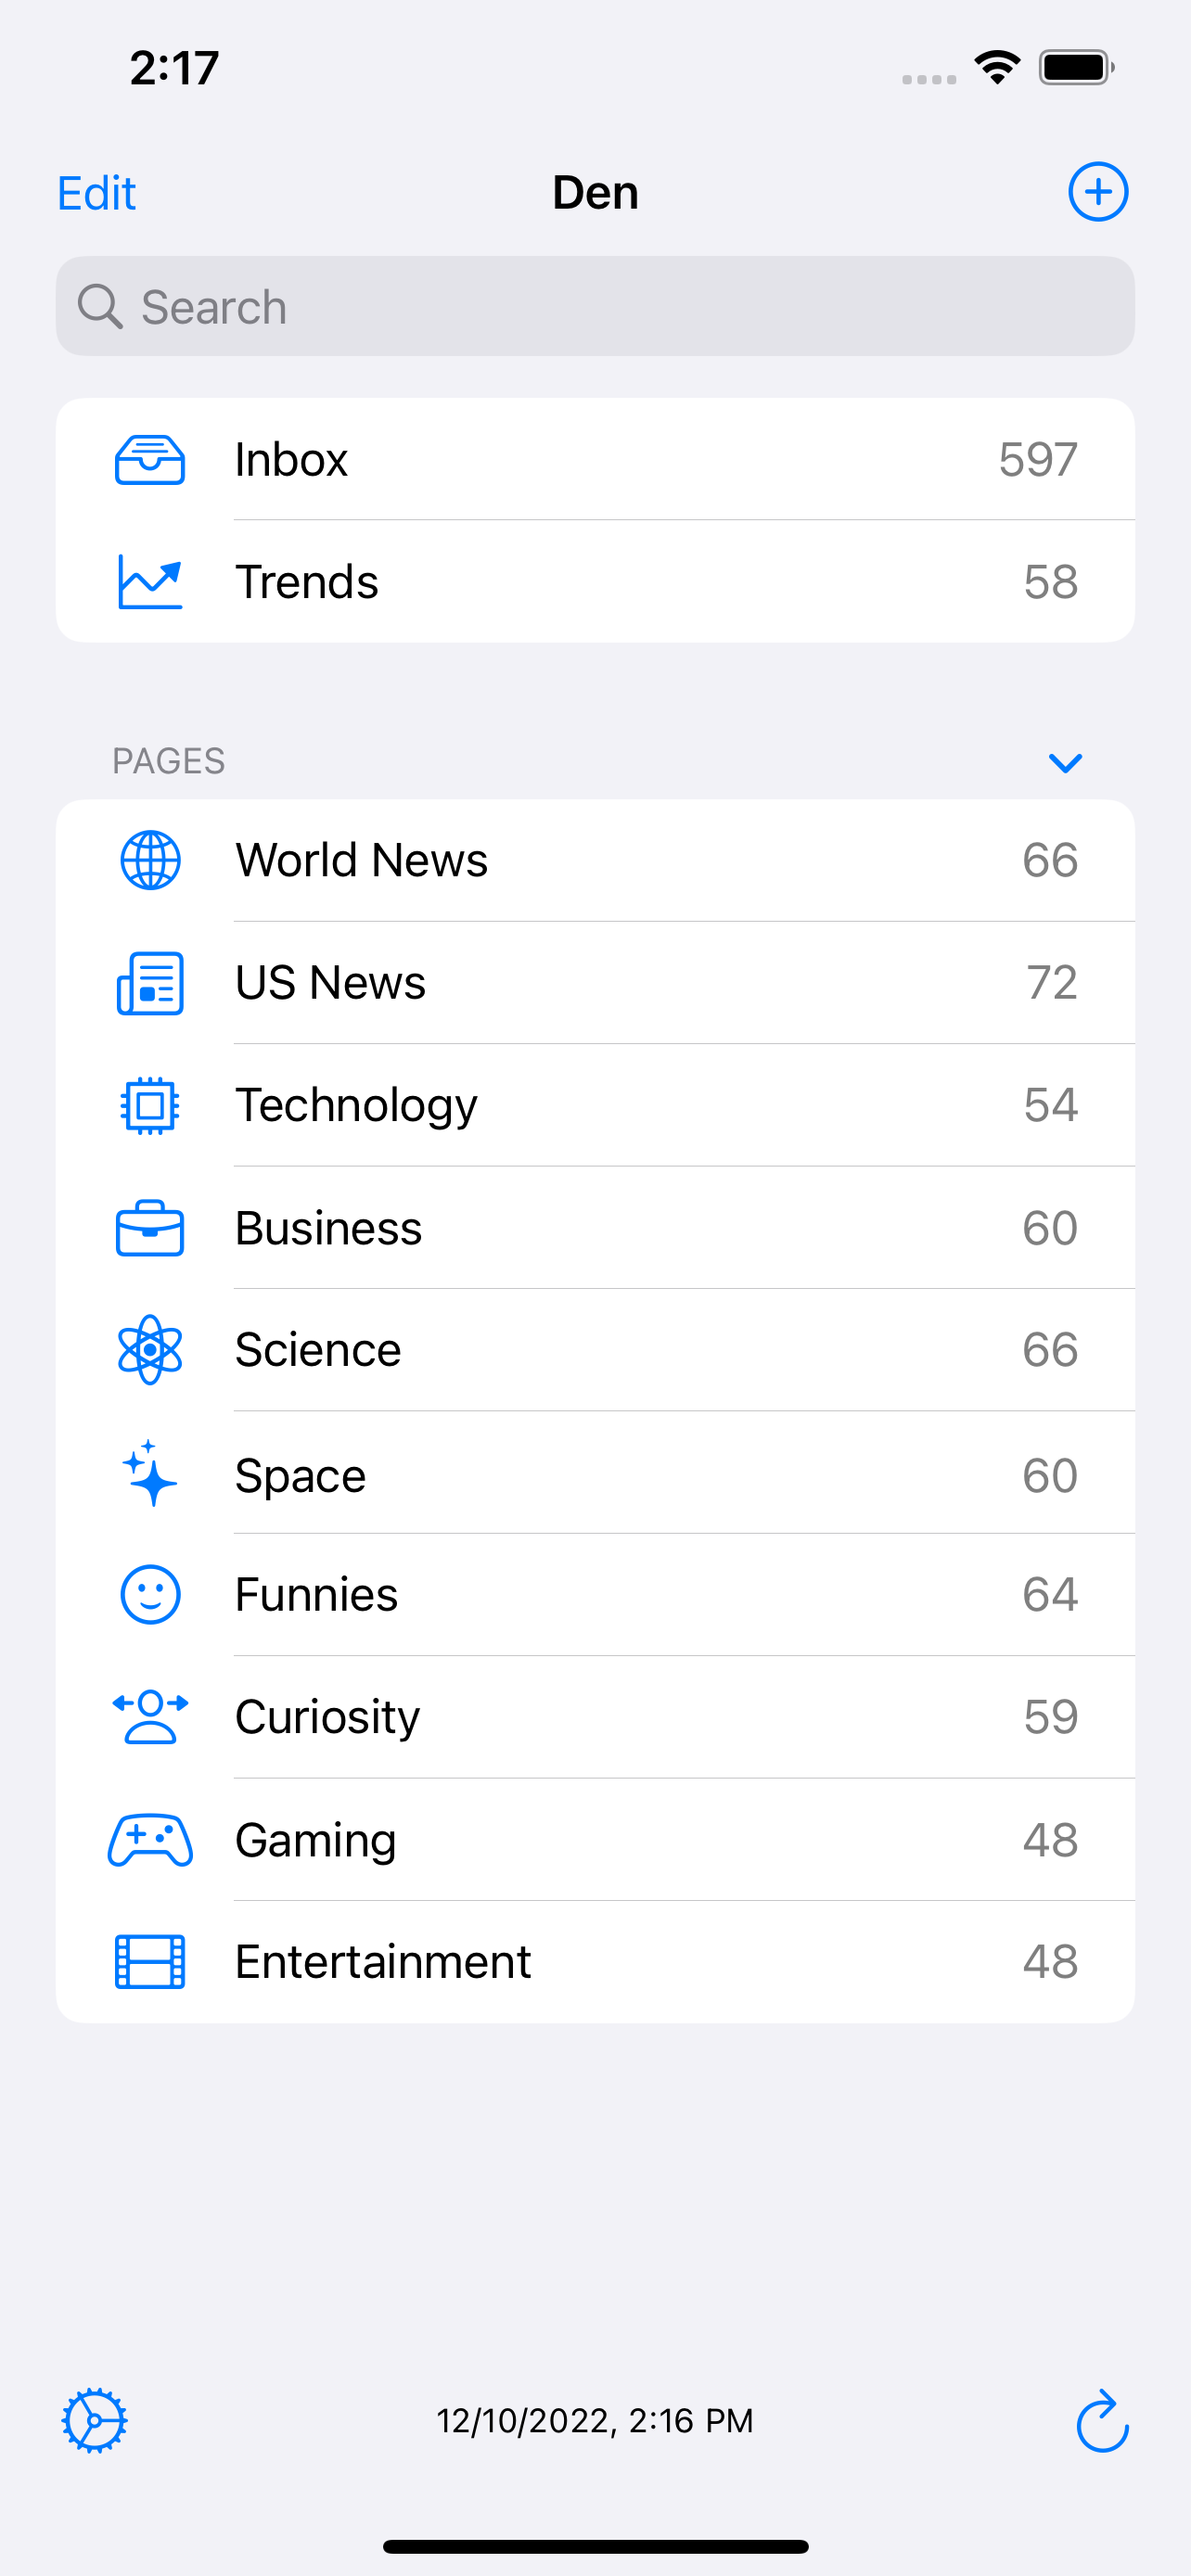 2:17
Edit Den
Search
Inbox 597
Trends 58
PAGES
World News 66
US News 72
Technology 54
Business 60
Science 66
Space 60
Funnies 64
Curiosity 59
Gaming 48
Entertainment 48
12/10/2022, 2:16 PM